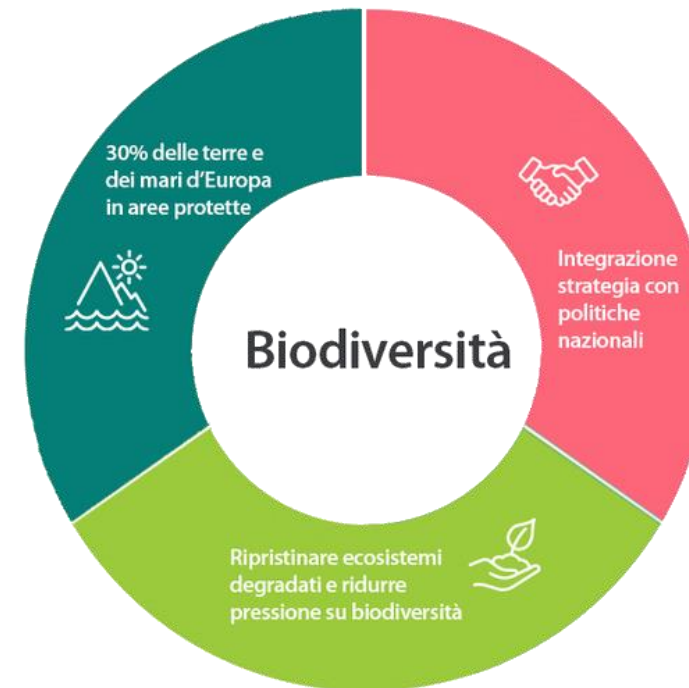 30% delle terre e
dei mari d'Europa
in aree protette
Integrazione
strategia con
politiche
nazionali
Biodiversità
Ripristinare ecosistemi
degradati e ridurre
pressione su biodiversità